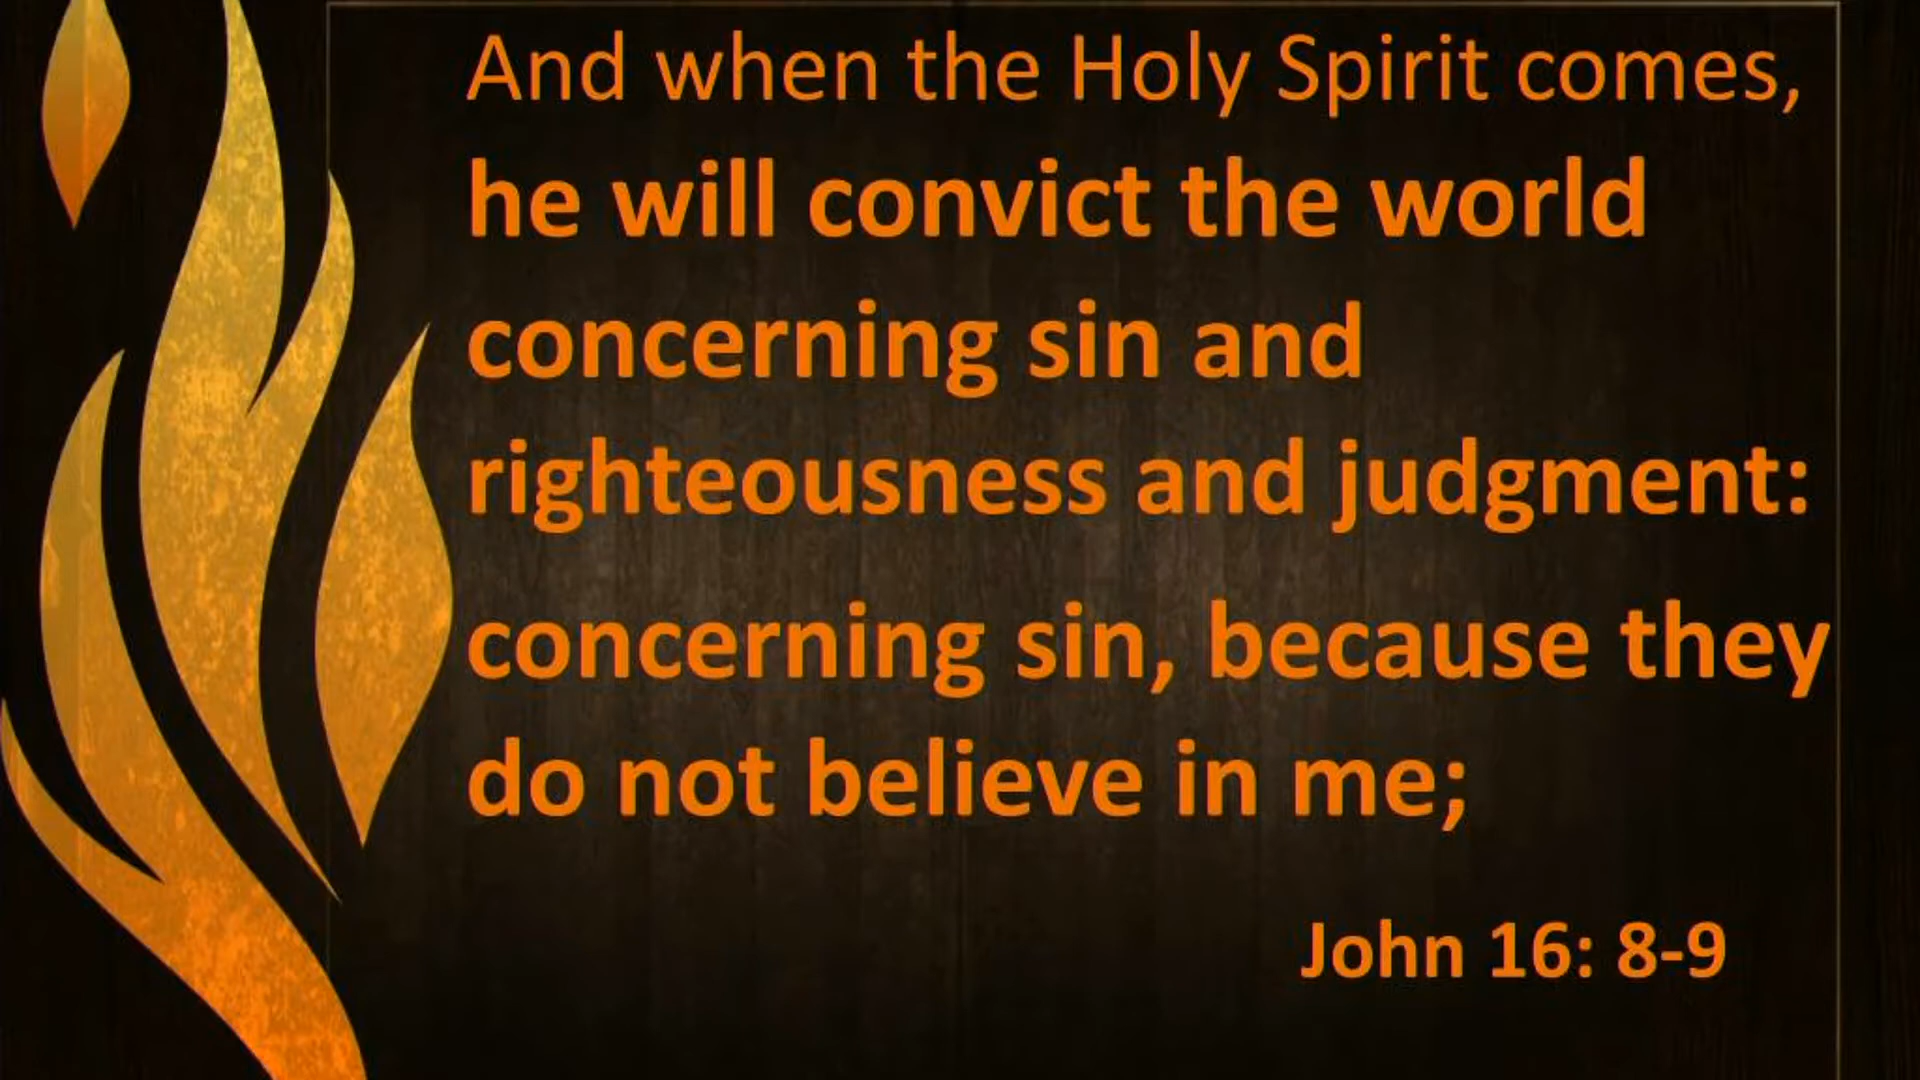 And when the Holy Spirit comes,
he will convict the world
concerning sin and
righteousness and judgment:
concerning sin, because they
do not believe in me;
John 16: 8-9